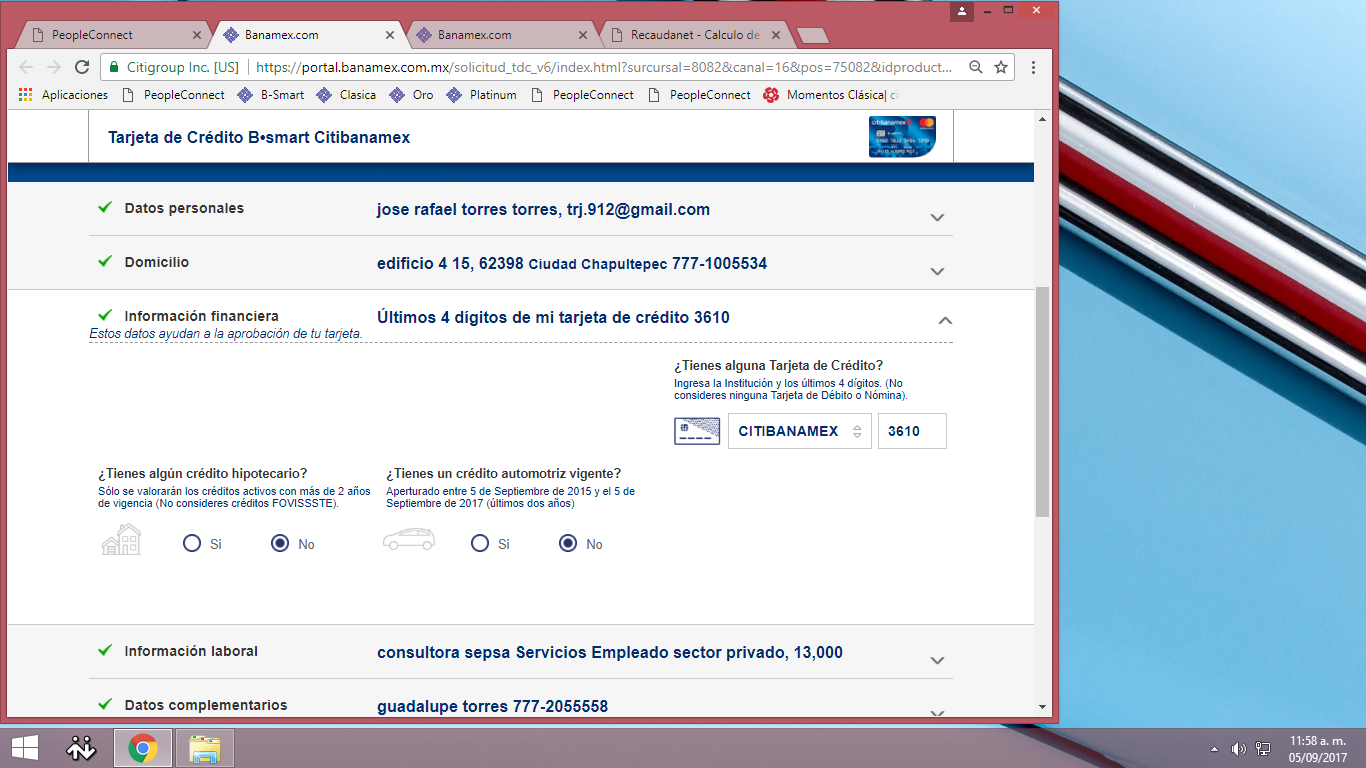 PeopleConnect
Banamex.com
Banamex.com
Recaudanet - Calculo de
Citigroup Inc. [US]
https://portal.banamex.com.mx/solicitud_tdc_v6/index.html?sursursal=8082&canal=16&pos=75082&idproduct...
Aplicaciones
PeopleConnect
B-Smart
Clasica
Oro
Platinum
PeopleConnect
PeopleConnect
Momentos Clásica| ci
Tarjeta de Crédito B•smart Citibanamex
citibanamex
Datos personales
jose rafael torres torres, trj.912@gmail.com
Domicilio
edificio 4 15, 62398 Ciudad Chapultepec 777-1005534
Información financiera
Estos datos ayudan a la aprobación de tu tarjeta.
Últimos 4 dígitos de mi tarjeta de crédito 3610
¿Tienes alguna Tarjeta de Crédito?
Ingresa la Institución y los últimos 4 dígitos. (No
consideres ninguna Tarjeta de Débito o Nómina).
CITIBANAMEX
3610
¿Tienes algún crédito hipotecario?
Sólo se valorarán los créditos activos con más de 2 años
de vigencia (No consideres créditos FOVISSSTE).
Si
No
¿Tienes un crédito automotriz vigente?
Aperturado entre 5 de Septiembre de 2015 y el 5 de
Septiembre de 2017 (últimos dos años)
Si
No
Información laboral
consultora sepsa Servicios Empleado sector privado, 13,000
Datos complementarios
guadalupe torres 777-2055558
11:58 a. m.
05/09/2017